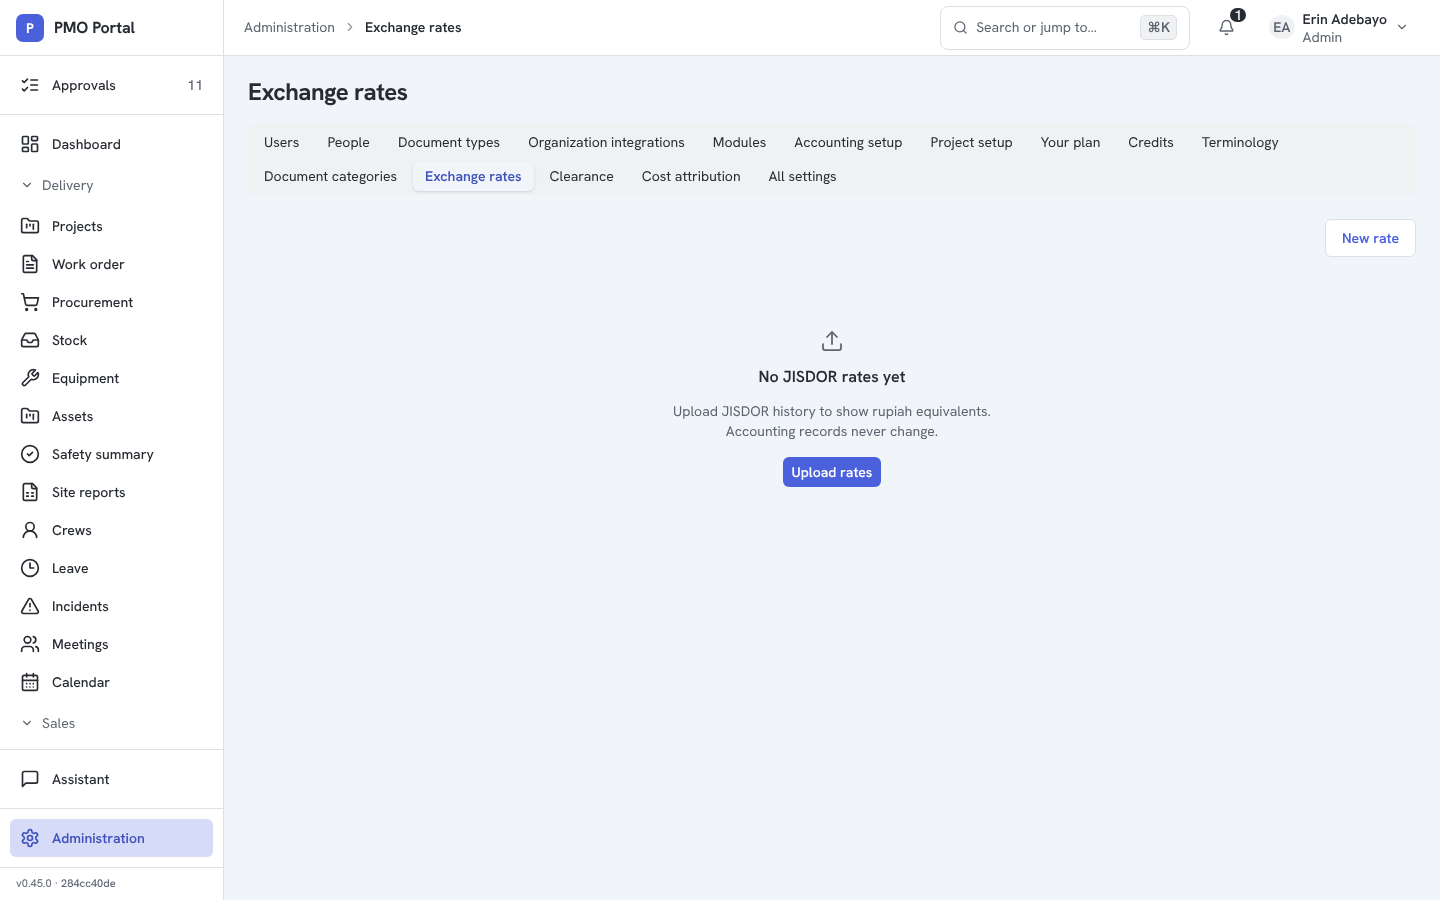 P PMO Portal
Administration > Exchange rates
Search or jump to... ⌘K
1
EA
Erin Adebayo
Admin
Approvals 11
Dashboard
Delivery
Projects
Work order
Procurement
Stock
Equipment
Assets
Safety summary
Site reports
Crews
Leave
Incidents
Meetings
Calendar
Sales
Assistant
Administration
v0.45.0 · 284cc40de
Exchange rates
Users People Document types Organization integrations Modules Accounting setup Project setup Your plan Credits Terminology
Document categories Exchange rates Clearance Cost attribution All settings
New rate
No JISDOR rates yet
Upload JISDOR history to show rupiah equivalents.
Accounting records never change.
Upload rates